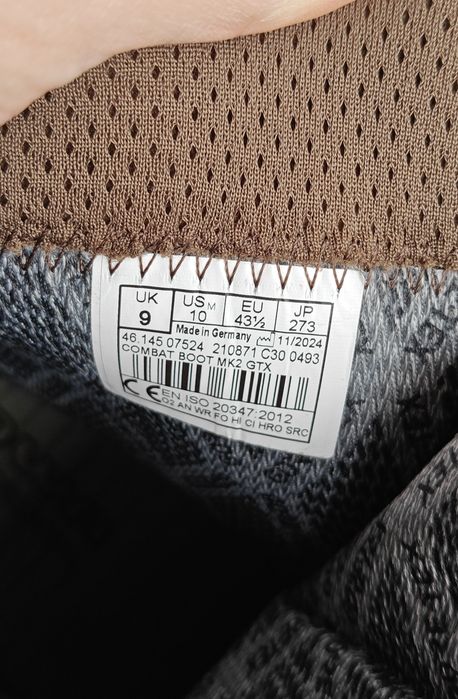 UK USM EU JP
9 10 43½ 273
Made in Germany 11/2024
46.145 07524 210871 C30 0493
COMBAT BOOT MK2 GTX
CE EN ISO 20347:2012
O2 AN WR FO HI CI HRO SRC